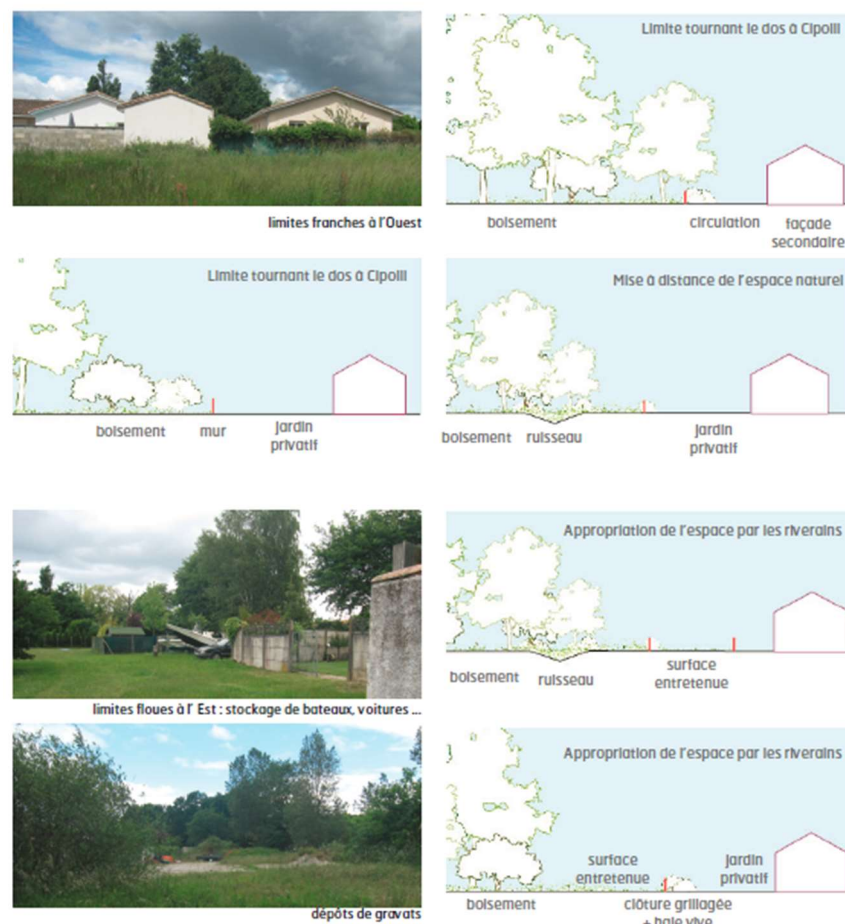 Limite tournant le dos à Cipolli
boisement
circulation
façade
secondaire
limites franches à l'Ouest
Limite tournant le dos à Cipolli
boisement
mur
jardin
privatif
Mise à distance de l'espace naturel
boisement
ruisseau
jardin
privatif
Appropriation de l'espace par les riverains
boisement
ruisseau
surface
entretenue
limites floues à l' Est : stockage de bateaux, voitures ...
Appropriation de l'espace par les riverains
surface
entretenue
jardin
privatif
boisement
clôture grillagée
+ haie vive
dépôts de gravats